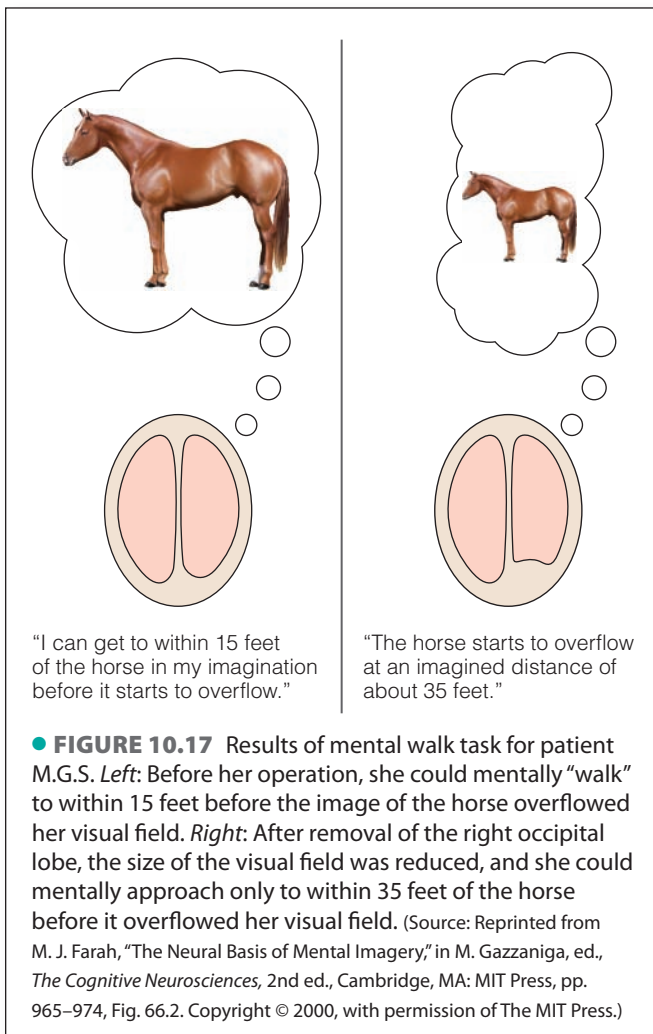 “I can get to within 15 feet
of the horse in my imagination
before it starts to overflow.”
“The horse starts to overflow
at an imagined distance of
about 35 feet.”
● FIGURE 10.17 Results of mental walk task for patient
M.G.S. Left: Before her operation, she could mentally “walk”
to within 15 feet before the image of the horse overflowed
her visual field. Right: After removal of the right occipital
lobe, the size of the visual field was reduced, and she could
mentally approach only to within 35 feet of the horse
before it overflowed her visual field. (Source: Reprinted from
M. J. Farah, “The Neural Basis of Mental Imagery,” in M. Gazzaniga, ed.,
The Cognitive Neurosciences, 2nd ed., Cambridge, MA: MIT Press, pp.
965–974, Fig. 66.2. Copyright © 2000, with permission of The MIT Press.)